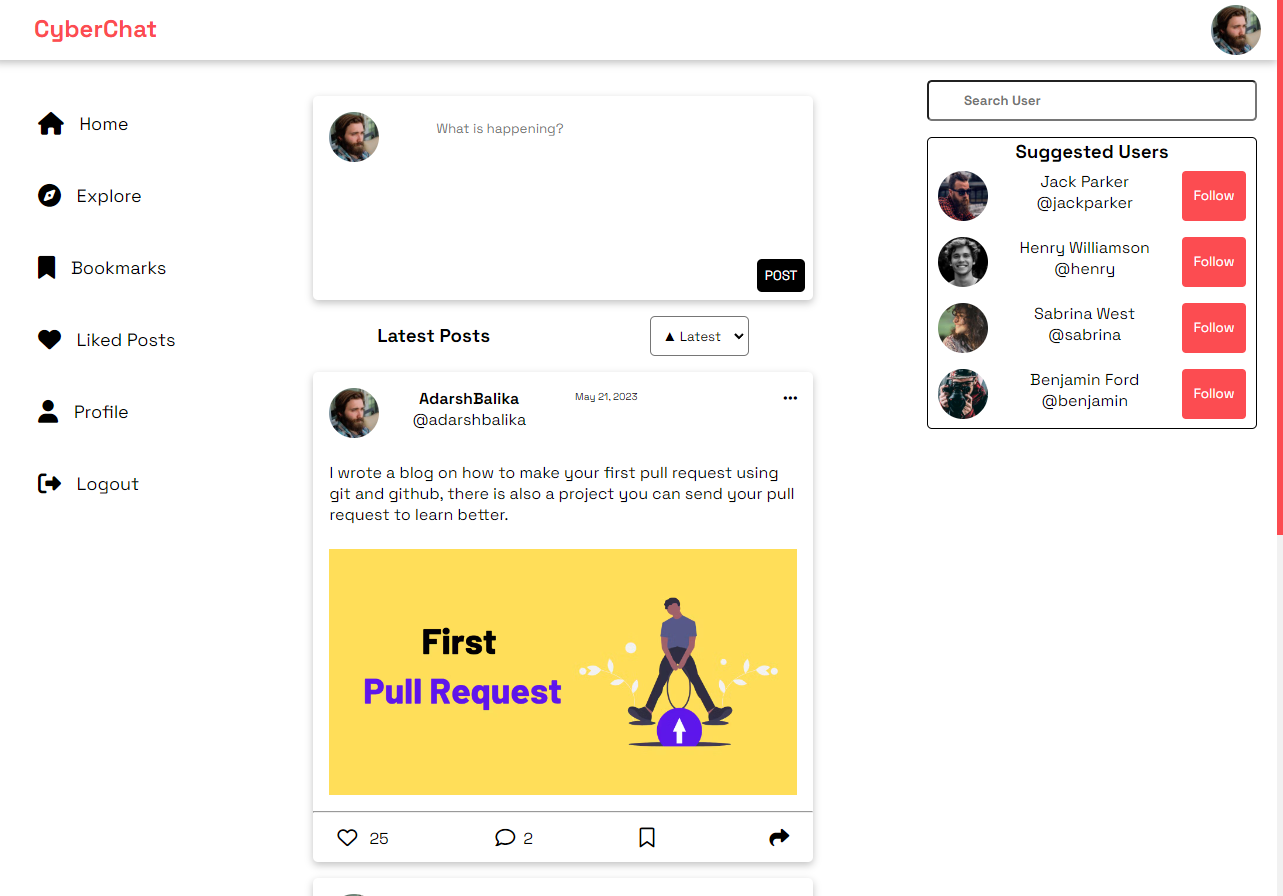 CyberChat
Home
Explore
Bookmarks
Liked Posts
Profile
Logout
What is happening?
POST
Latest Posts
▲ Latest
AdarshBalika
May 21, 2023
@adarshbalika
I wrote a blog on how to make your first pull request using
git and github, there is also a project you can send your pull
request to learn better.
First
Pull Request
25
2
Search User
Suggested Users
Jack Parker
@jackparker
Follow
Henry Williamson
@henry
Follow
Sabrina West
@sabrina
Follow
Benjamin Ford
@benjamin
Follow